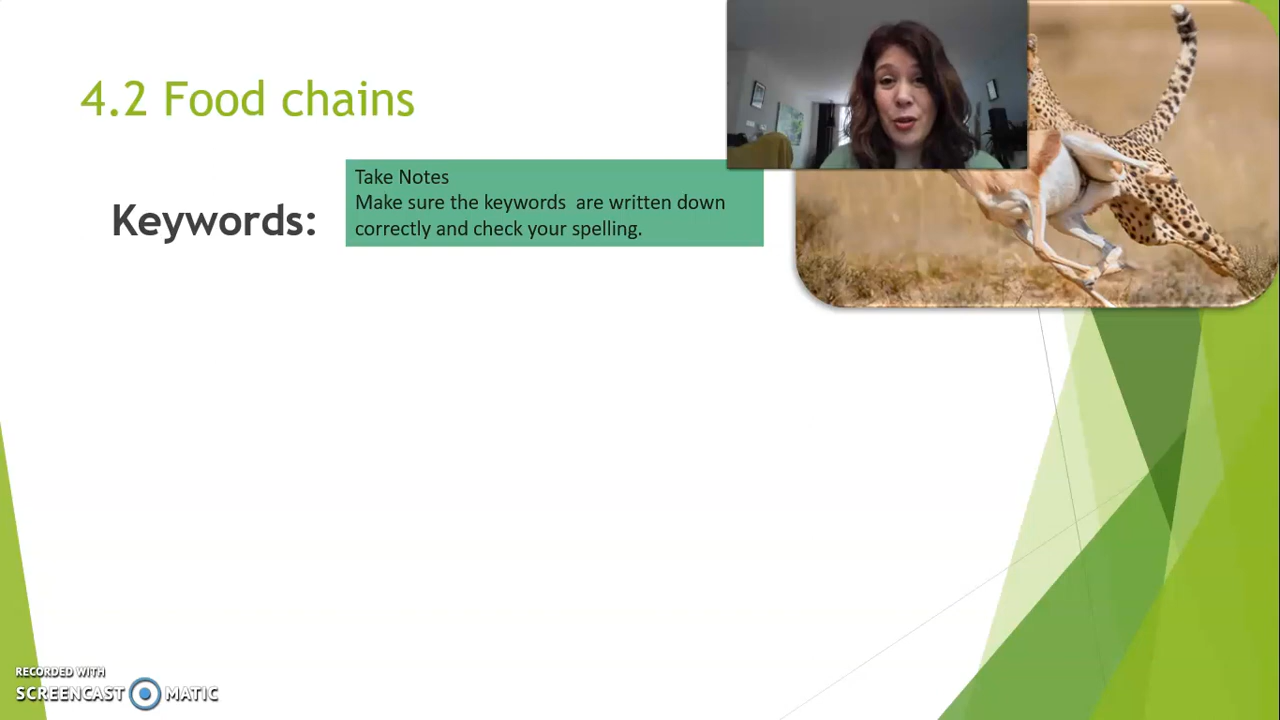 4.2 Food chains
Keywords:
Take Notes
Make sure the keywords  are written down
correctly and check your spelling.
RECORDED WITH
SCREENCAST MATIC